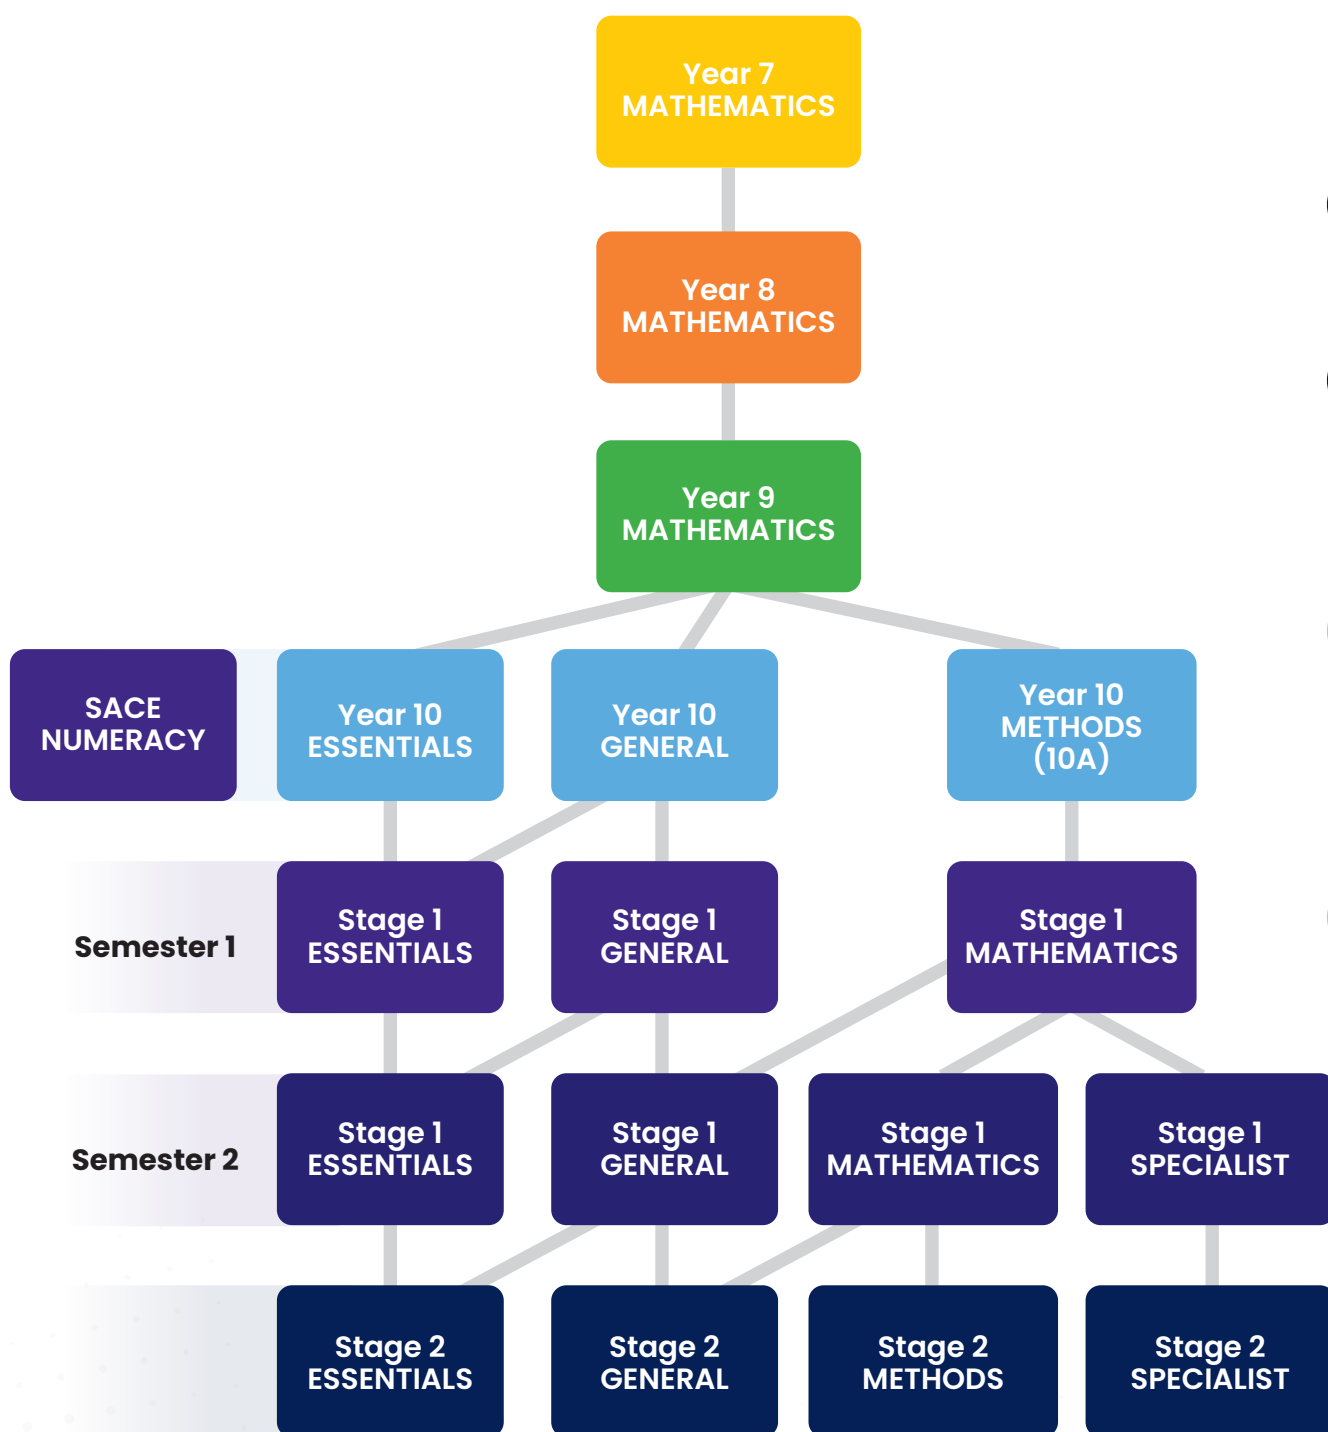 Year 7
MATHEMATICS
Year 8
MATHEMATICS
Year 9
MATHEMATICS
SACE
NUMERACY
Year 10
ESSENTIALS
Year 10
GENERAL
Year 10
METHODS
(10A)
Semester 1
Stage 1
ESSENTIALS
Stage 1
GENERAL
Stage 1
MATHEMATICS
Semester 2
Stage 1
ESSENTIALS
Stage 1
GENERAL
Stage 1
MATHEMATICS
Stage 1
SPECIALIST
Stage 2
ESSENTIALS
Stage 2
GENERAL
Stage 2
METHODS
Stage 2
SPECIALIST